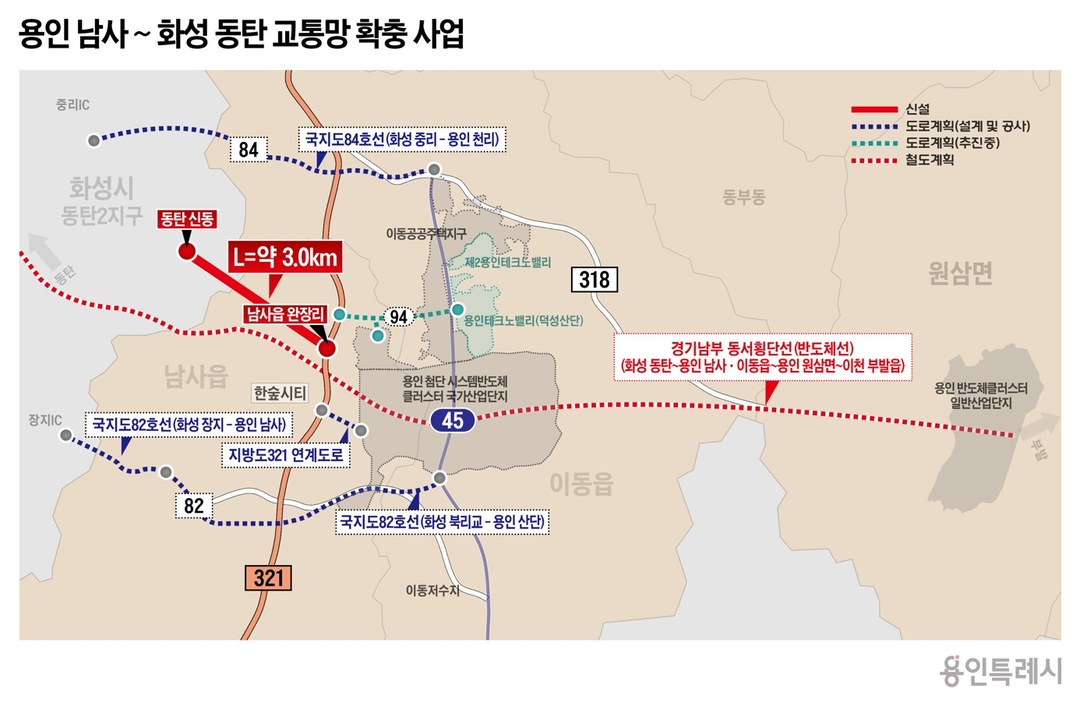 용인 남사 ~ 화성 동탄 교통망 확충 사업
중리IC
신설
도로계획(설계 및 공사)
도로계획(추진중)
철도계획
국지도84호선(화성 중리 - 용인 천리)
84
화성시
동탄2지구
동부동
동탄 신동
이동공공주택지구
L=약 3.0km
제2용인테크노밸리
동탄
318
원삼면
남사읍 완장리
94
용인테크노밸리(덕성산단)
경기남부 동서횡단선(반도체선)
(화성 동탄~용인 남사·이동읍~용인 원삼면~이천 부발읍)
남사읍
용인 첨단 시스템반도체
클러스터 국가산업단지
용인 반도체클러스터
일반산업단지
한숲시티
장지IC
국지도82호선(화성 장지 - 용인 남사)
45
부발
지방도321 연계도로
이동읍
82
국지도82호선(화성 북리교 - 용인 산단)
321
이동저수지
용인특례시